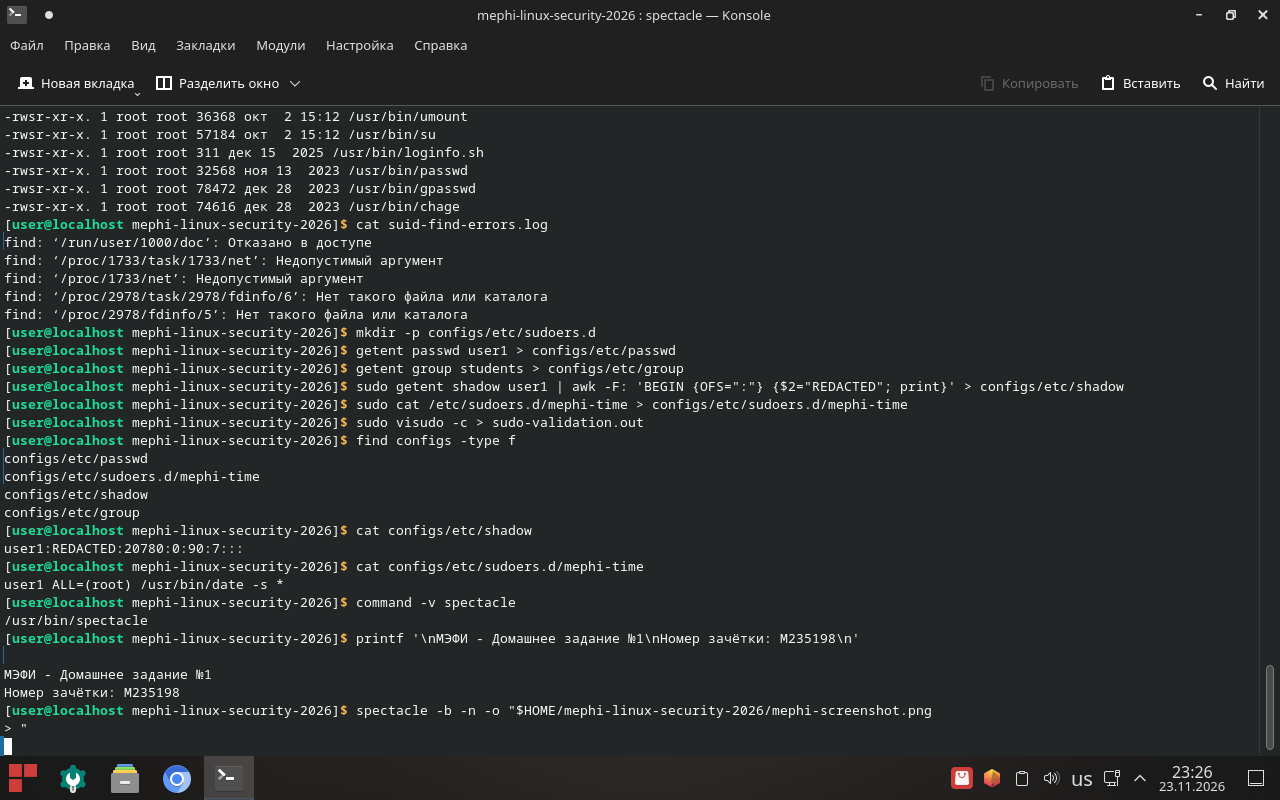 mephi-linux-security-2026 : spectacle — Konsole
Файл Правка Вид Закладки Модули Настройка Справка
Новая вкладка Разделить окно Копировать Вставить Найти
-rwsr-xr-x. 1 root root 36368 окт  2 15:12 /usr/bin/umount
-rwsr-xr-x. 1 root root 57184 окт  2 15:12 /usr/bin/su
-rwsr-xr-x. 1 root root 311 дек 15  2025 /usr/bin/loginfo.sh
-rwsr-xr-x. 1 root root 32568 ноя 13  2023 /usr/bin/passwd
-rwsr-xr-x. 1 root root 78472 дек 28  2023 /usr/bin/gpasswd
-rwsr-xr-x. 1 root root 74616 дек 28  2023 /usr/bin/chage
[user@localhost mephi-linux-security-2026]$ cat suid-find-errors.log
find: ‘/run/user/1000/doc’: Отказано в доступе
find: ‘/proc/1733/task/1733/net’: Недопустимый аргумент
find: ‘/proc/1733/net’: Недопустимый аргумент
find: ‘/proc/2978/task/2978/fdinfo/6’: Нет такого файла или каталога
find: ‘/proc/2978/fdinfo/5’: Нет такого файла или каталога
[user@localhost mephi-linux-security-2026]$ mkdir -p configs/etc/sudoers.d
[user@localhost mephi-linux-security-2026]$ getent passwd user1 > configs/etc/passwd
[user@localhost mephi-linux-security-2026]$ getent group students > configs/etc/group
[user@localhost mephi-linux-security-2026]$ sudo getent shadow user1 | awk -F: 'BEGIN {OFS=":"} {$2="REDACTED"; print}' > configs/etc/shadow
[user@localhost mephi-linux-security-2026]$ sudo cat /etc/sudoers.d/mephi-time > configs/etc/sudoers.d/mephi-time
[user@localhost mephi-linux-security-2026]$ sudo visudo -c > sudo-validation.out
[user@localhost mephi-linux-security-2026]$ find configs -type f
configs/etc/passwd
configs/etc/sudoers.d/mephi-time
configs/etc/shadow
configs/etc/group
[user@localhost mephi-linux-security-2026]$ cat configs/etc/shadow
user1:REDACTED:20780:0:90:7:::
[user@localhost mephi-linux-security-2026]$ cat configs/etc/sudoers.d/mephi-time
user1 ALL=(root) /usr/bin/date -s *
[user@localhost mephi-linux-security-2026]$ command -v spectacle
/usr/bin/spectacle
[user@localhost mephi-linux-security-2026]$ printf '\nМЭФИ - Домашнее задание №1\nНомер зачётки: М235198\n'
МЭФИ - Домашнее задание №1
Номер зачётки: М235198
[user@localhost mephi-linux-security-2026]$ spectacle -b -n -o "$HOME/mephi-linux-security-2026/mephi-screenshot.png
> "
us
23:26
23.11.2026